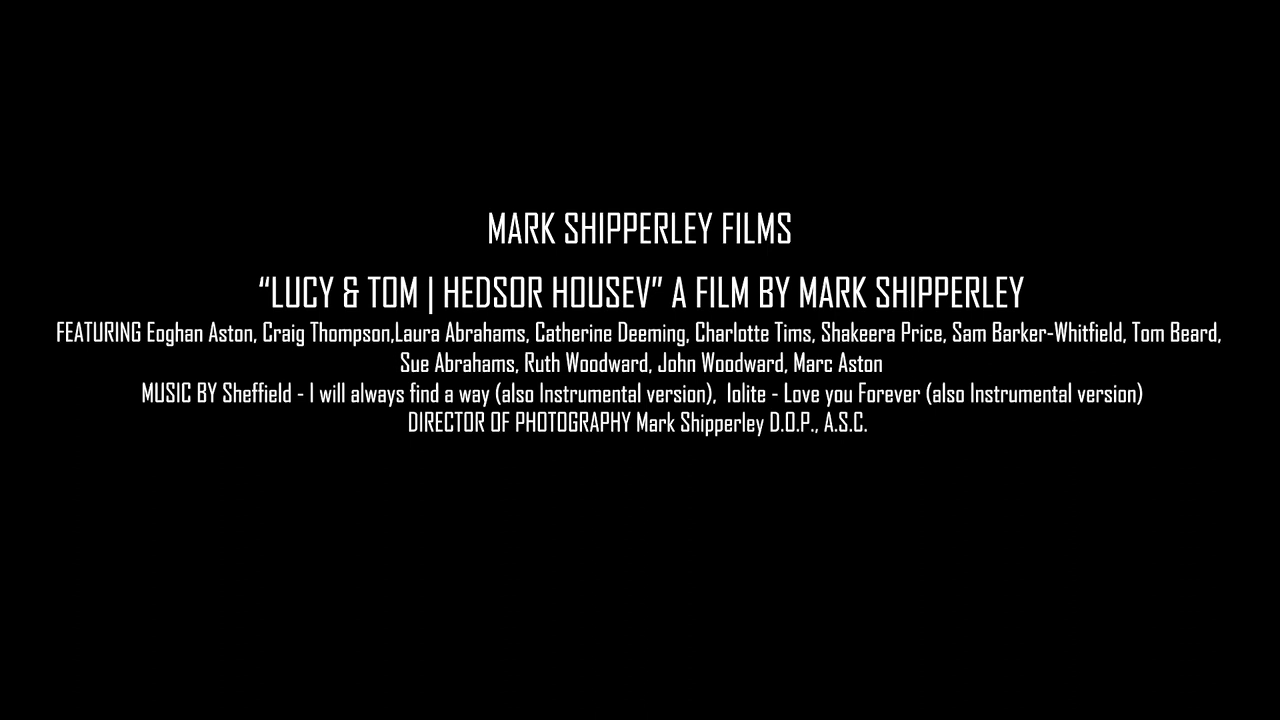 MARK SHIPPERLEY FILMS
“LUCY & TOM | HEDSOR HOUSEV” A FILM BY MARK SHIPPERLEY
FEATURING Eoghan Aston, Craig Thompson,Laura Abrahams, Catherine Deeming, Charlotte Tims, Shakeera Price, Sam Barker-Whitfield, Tom Beard,
Sue Abrahams, Ruth Woodward, John Woodward, Marc Aston
MUSIC BY Sheffield - I will always find a way (also Instrumental version),  Iolite - Love you Forever (also Instrumental version)
DIRECTOR OF PHOTOGRAPHY Mark Shipperley D.O.P., A.S.C.